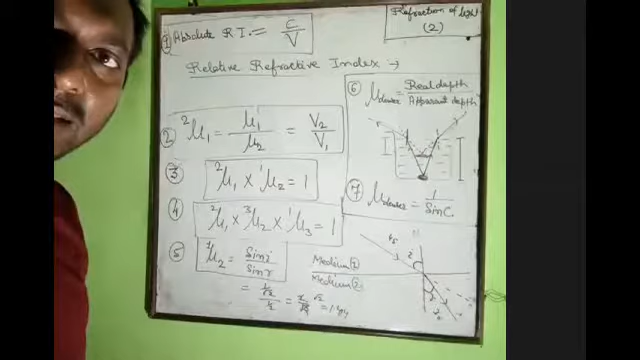 Refraction of light
(2)
① Absolute R I. = C/V
Relative Refractive Index →
② ²μ₁ = μ₁/μ₂ = V₂/V₁
③ ²μ₁ × ¹μ₂ = 1
④ ²μ₁ × ³μ₂ × ¹μ₃ = 1
⑤ ¹μ₂ = Sin i/Sin r
⑥ μdenser = Real depth/Apparent depth
⑦ μdenser = 1/Sin C
Medium ①
Medium ②